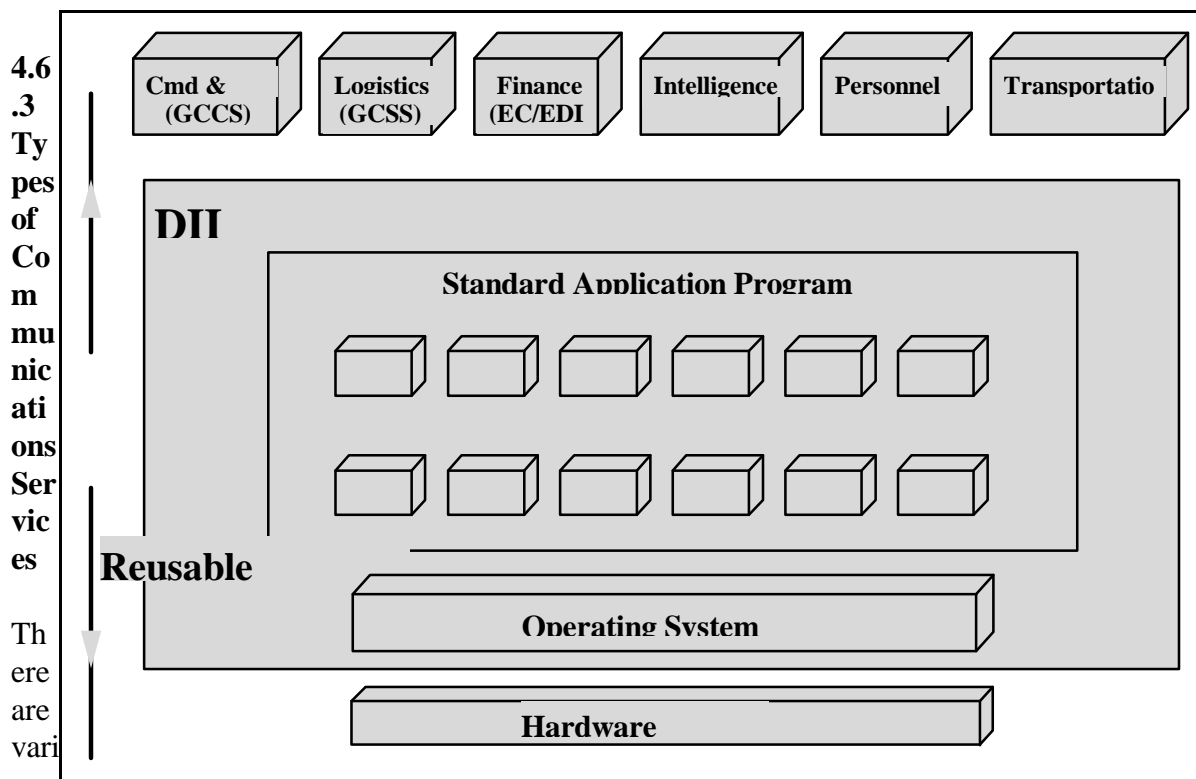 4.6
.3
Ty
pes
of
Co
m
mu
nic
ati
ons
Ser
vic
es
Th
ere
are
vari
Cmd &
(GCCS)
Logistics
(GCSS)
Finance
(EC/EDI
Intelligence
Personnel
Transportatio
DII
Standard Application Program
Reusable
Operating System
Hardware